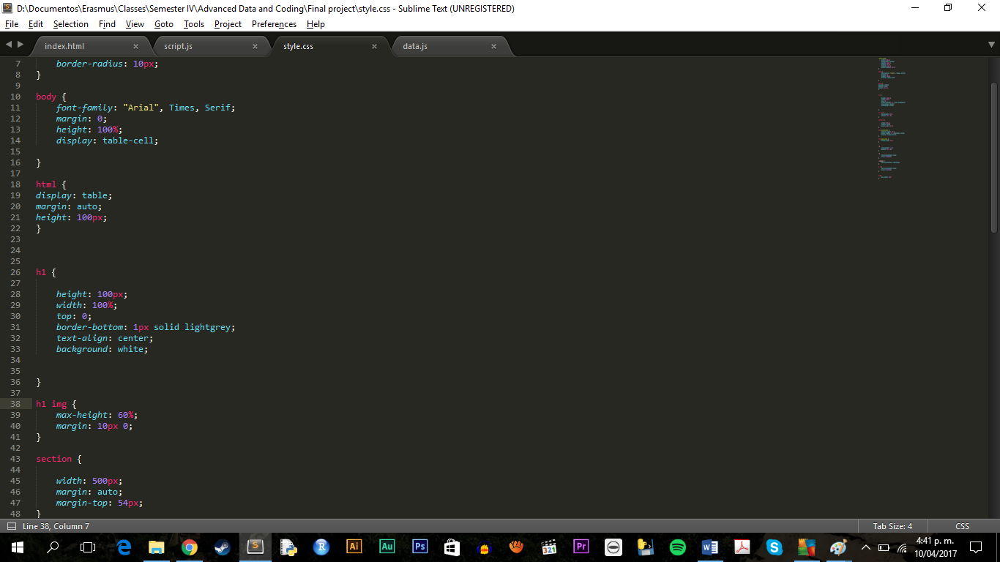 D:\Documentos\Erasmus\Classes\Semester IV\Advanced Data and Coding\Final project\style.css - Sublime Text (UNREGISTERED)
File Edit Selection Find View Goto Tools Project Preferences Help
index.html × script.js × style.css × data.js ×
7 border-radius: 10px;
8 }
9
10 body {
11 font-family: "Arial", Times, Serif;
12 margin: 0;
13 height: 100%;
14 display: table-cell;
15
16 }
17
18 html {
19 display: table;
20 margin: auto;
21 height: 100px;
22 }
23
24
25
26 h1 {
27
28 height: 100px;
29 width: 100%;
30 top: 0;
31 border-bottom: 1px solid lightgrey;
32 text-align: center;
33 background: white;
34
35
36 }
37
38 h1 img {
39 max-height: 60%;
40 margin: 10px 0;
41 }
42
43 section {
44
45 width: 500px;
46 margin: auto;
47 margin-top: 54px;
48 }
Line 38, Column 7 Tab Size: 4 CSS
S R Ai Au Ps 321 Pr W S 4:41 p. m.
10/04/2017